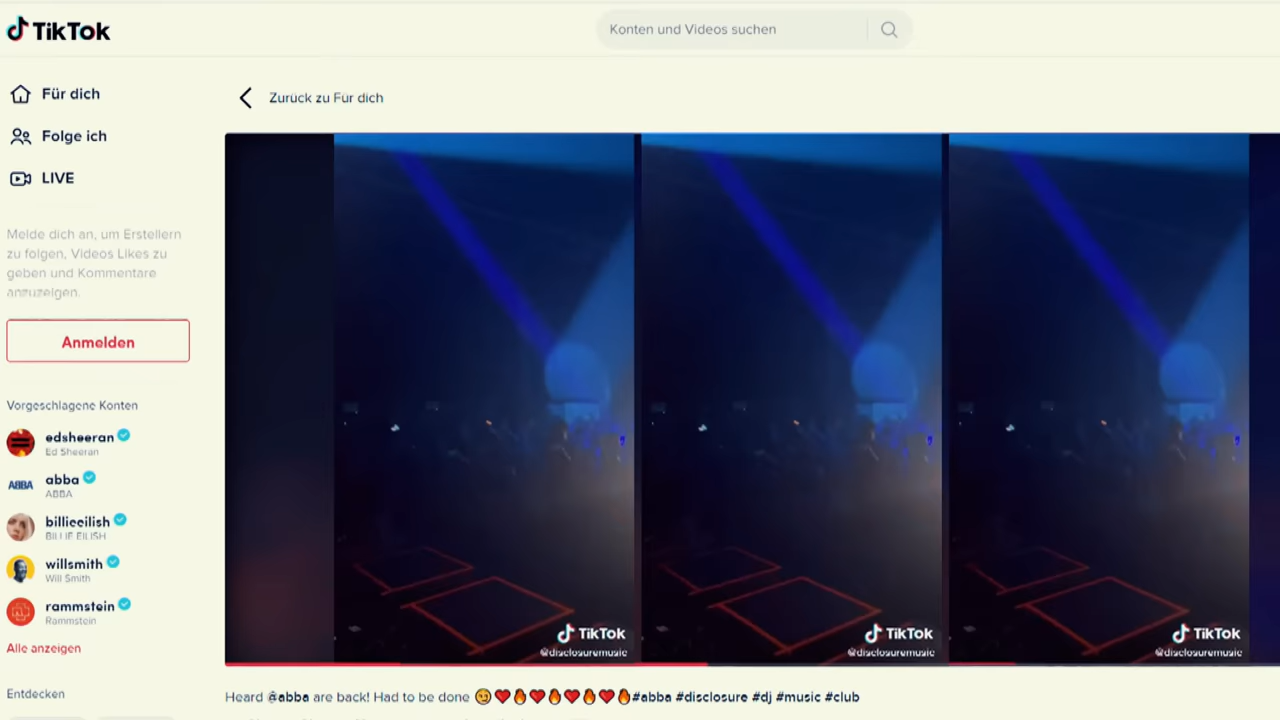 TikTok
Konten und Videos suchen
Für dich
Folge ich
LIVE
Zurück zu Für dich
Melde dich an, um Erstellern
zu folgen, Videos Likes zu
geben und Kommentare
anzuzeigen.
Anmelden
Vorgeschlagene Konten
edsheeran
Ed Sheeran
ABBA
abba
ABBA
billieeilish
BILLIE EILISH
willsmith
Will Smith
rammstein
Rammstein
Alle anzeigen
Entdecken
TikTok
@disclosuremusic
TikTok
@disclosuremusic
TikTok
@disclosuremusic
Heard @abba are back! Had to be done 😉❤️🔥❤️🔥❤️🔥❤️🔥#abba #disclosure #dj #music #club